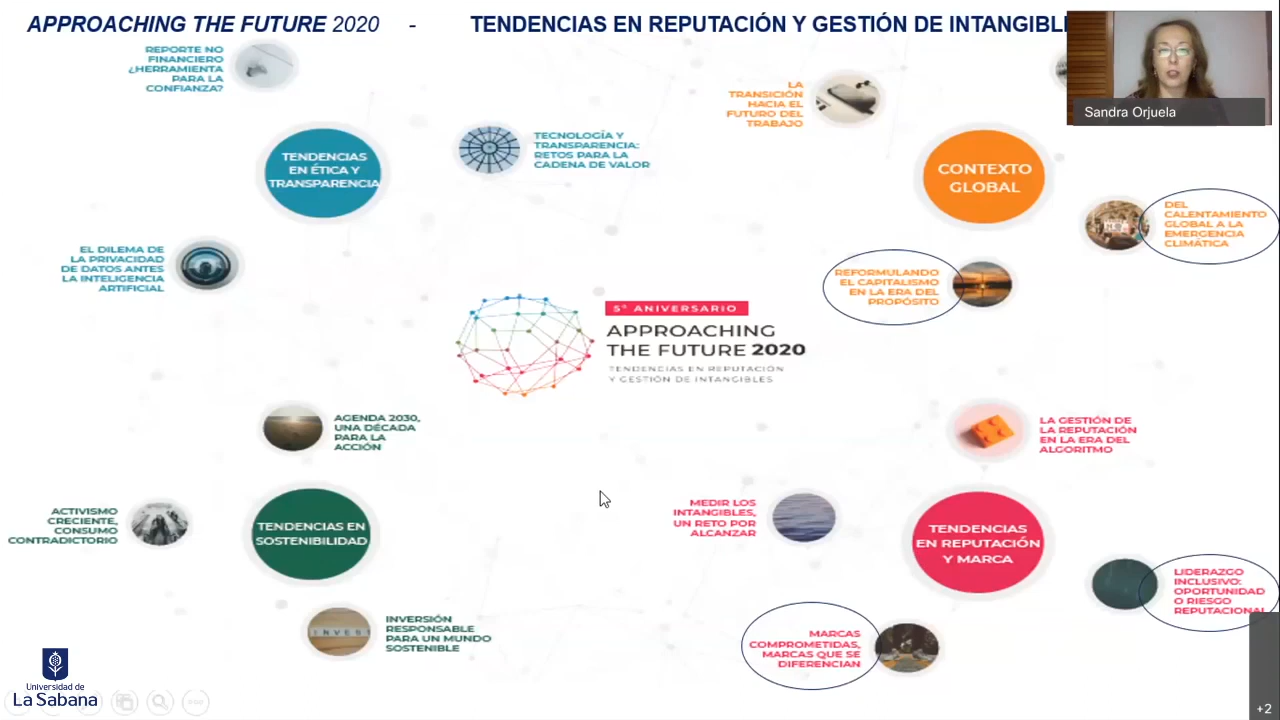 APPROACHING THE FUTURE 2020 - TENDENCIAS EN REPUTACIÓN Y GESTIÓN DE INTANGIBL
Sandra Orjuela
REPORTE NO
FINANCIERO
¿HERRAMIENTA
PARA LA
CONFIANZA?
TENDENCIAS
EN ÉTICA Y
TRANSPARENCIA
TECNOLOGÍA Y
TRANSPARENCIA:
RETOS PARA LA
CADENA DE VALOR
EL DILEMA DE
LA PRIVACIDAD
DE DATOS ANTES
LA INTELIGENCIA
ARTIFICIAL
LA
TRANSICIÓN
HACIA EL
FUTURO DEL
TRABAJO
CONTEXTO
GLOBAL
DEL
CALENTAMIENTO
GLOBAL A LA
EMERGENCIA
CLIMÁTICA
REFORMULANDO
EL CAPITALISMO
EN LA ERA DEL
PROPÓSITO
5º ANIVERSARIO
APPROACHING
THE FUTURE 2020
TENDENCIAS EN REPUTACIÓN
Y GESTIÓN DE INTANGIBLES
AGENDA 2030,
UNA DÉCADA
PARA LA
ACCIÓN
ACTIVISMO
CRECIENTE,
CONSUMO
CONTRADICTORIO
TENDENCIAS EN
SOSTENIBILIDAD
INVEST
INVERSIÓN
RESPONSABLE
PARA UN MUNDO
SOSTENIBLE
LA GESTIÓN DE
LA REPUTACIÓN
EN LA ERA DEL
ALGORITMO
MEDIR LOS
INTANGIBLES,
UN RETO POR
ALCANZAR
TENDENCIAS
EN REPUTACIÓN
Y MARCA
LIDERAZGO
INCLUSIVO:
OPORTUNIDAD
O RIESGO
REPUTACIONAL
MARCAS
COMPROMETIDAS,
MARCAS QUE SE
DIFERENCIAN
Universidad de
La Sabana
+2